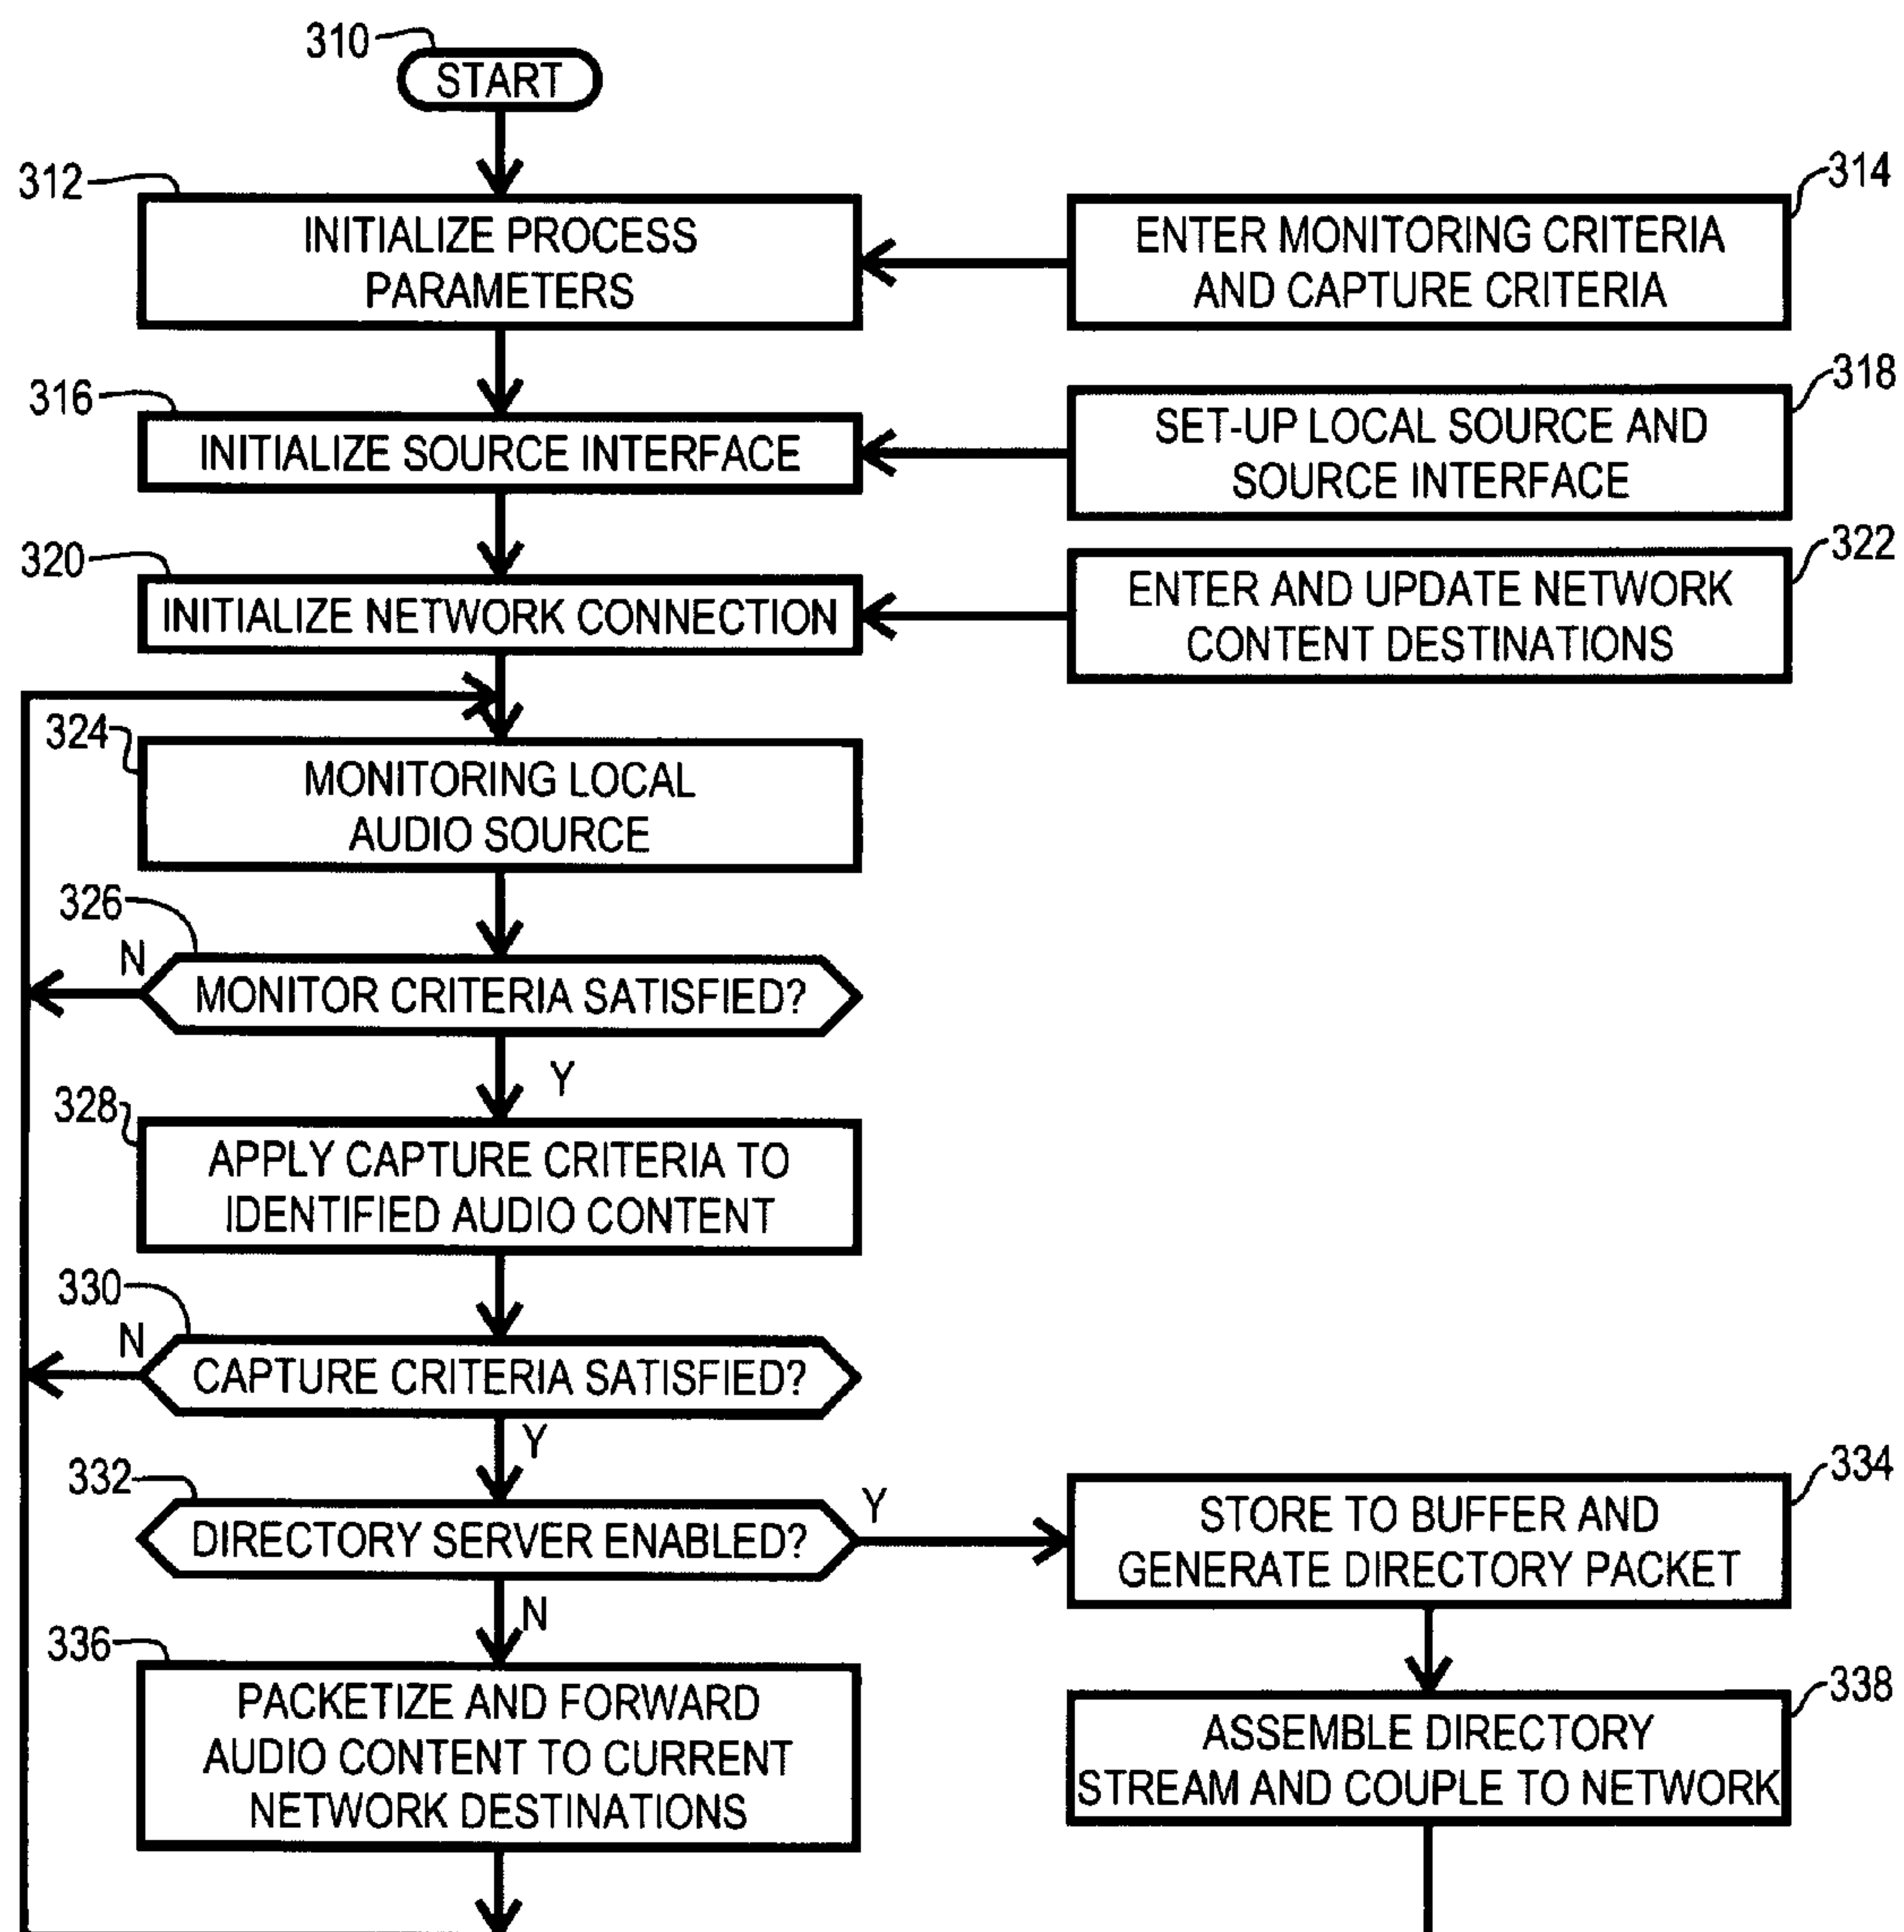 310
START
312
INITIALIZE PROCESS
PARAMETERS
314
ENTER MONITORING CRITERIA
AND CAPTURE CRITERIA
316
INITIALIZE SOURCE INTERFACE
318
SET-UP LOCAL SOURCE AND
SOURCE INTERFACE
320
INITIALIZE NETWORK CONNECTION
322
ENTER AND UPDATE NETWORK
CONTENT DESTINATIONS
324
MONITORING LOCAL
AUDIO SOURCE
326
N
MONITOR CRITERIA SATISFIED?
Y
328
APPLY CAPTURE CRITERIA TO
IDENTIFIED AUDIO CONTENT
330
N
CAPTURE CRITERIA SATISFIED?
Y
332
DIRECTORY SERVER ENABLED?
Y
334
STORE TO BUFFER AND
GENERATE DIRECTORY PACKET
N
336
PACKETIZE AND FORWARD
AUDIO CONTENT TO CURRENT
NETWORK DESTINATIONS
338
ASSEMBLE DIRECTORY
STREAM AND COUPLE TO NETWORK